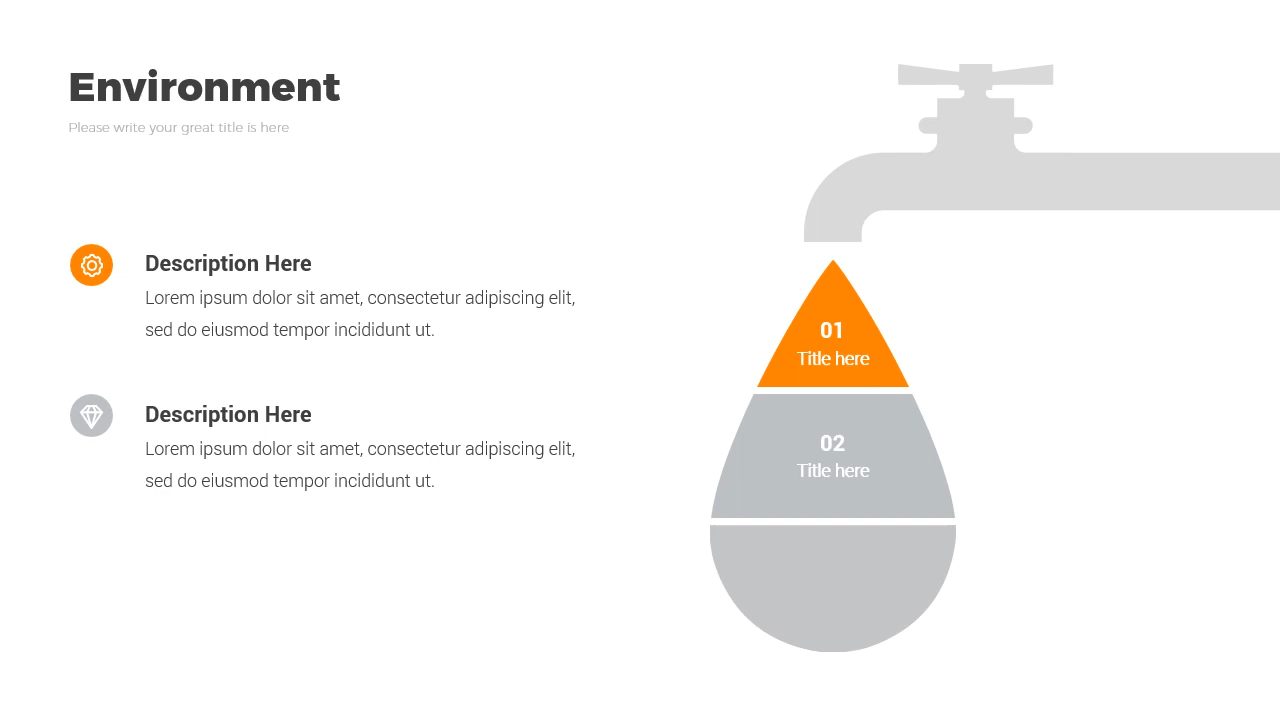 Environment
Please write your great title is here
Description Here
Lorem ipsum dolor sit amet, consectetur adipiscing elit,
sed do eiusmod tempor incididunt ut.
Description Here
Lorem ipsum dolor sit amet, consectetur adipiscing elit,
sed do eiusmod tempor incididunt ut.
01
Title here
02
Title here